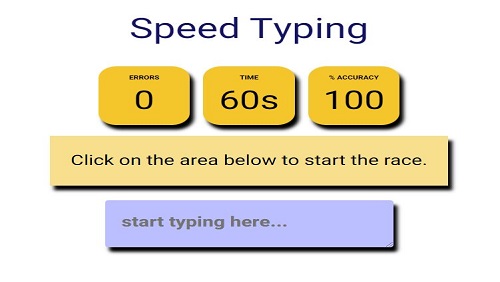 Speed Typing
ERRORS TIME % ACCURACY
0 60s 100
Click on the area below to start the race.
start typing here...